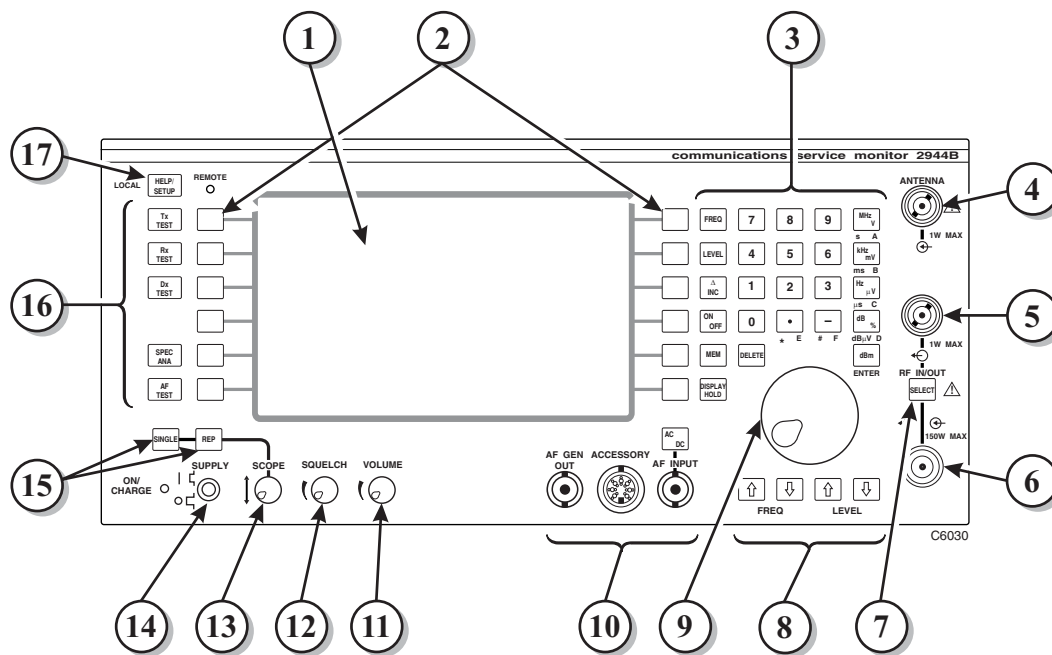 1
2
3
17
communications service monitor 2944B
LOCAL
HELP/
SETUP
REMOTE
ANTENNA
4
1W MAX
16
Tx
TEST
Rx
TEST
Dx
TEST
SPEC
ANA
AF
TEST
FREQ
7
8
9
MHz
V
s A
LEVEL
4
5
6
kHz
mV
ms B
Δ
INC
1
2
3
Hz
μV
μs C
ON
OFF
0
•
–
dB
%
* E
# F
dBμV D
MEM
DELETE
dBm
ENTER
DISPLAY
HOLD
5
1W MAX
RF IN/OUT
SELECT
150W MAX
6
15
SINGLE
REP
ON/
CHARGE
SUPPLY
SCOPE
SQUELCH
VOLUME
AC
DC
AF GEN
OUT
ACCESSORY
AF INPUT
FREQ
LEVEL
C6030
14
13
12
11
10
9
8
7